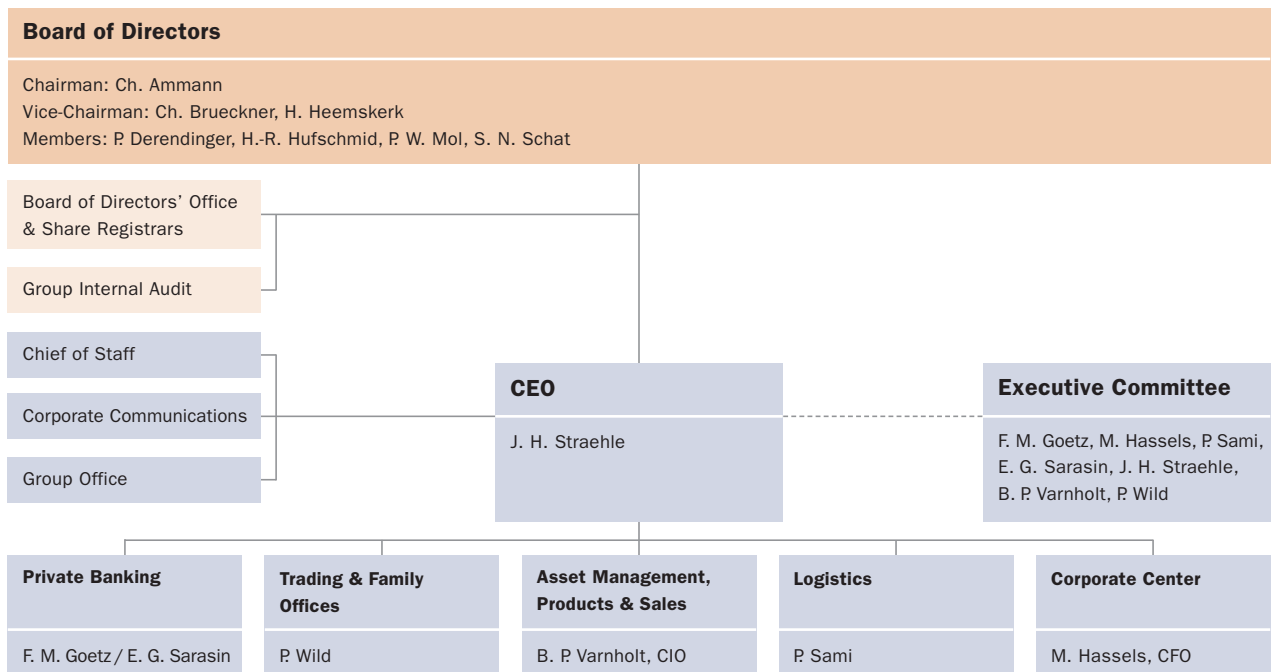 Board of Directors
Chairman: Ch. Ammann
Vice-Chairman: Ch. Brueckner, H. Heemskerk
Members: P. Derendinger, H.-R. Hufschmid, P. W. Mol, S. N. Schat
Board of Directors’ Office
& Share Registrars
Group Internal Audit
Chief of Staff
Corporate Communications
Group Office
CEO
J. H. Straehle
Executive Committee
F. M. Goetz, M. Hassels, P. Sami,
E. G. Sarasin, J. H. Straehle,
B. P. Varnholt, P. Wild
Private Banking
F. M. Goetz / E. G. Sarasin
Trading & Family
Offices
P. Wild
Asset Management,
Products & Sales
B. P. Varnholt, CIO
Logistics
P. Sami
Corporate Center
M. Hassels, CFO